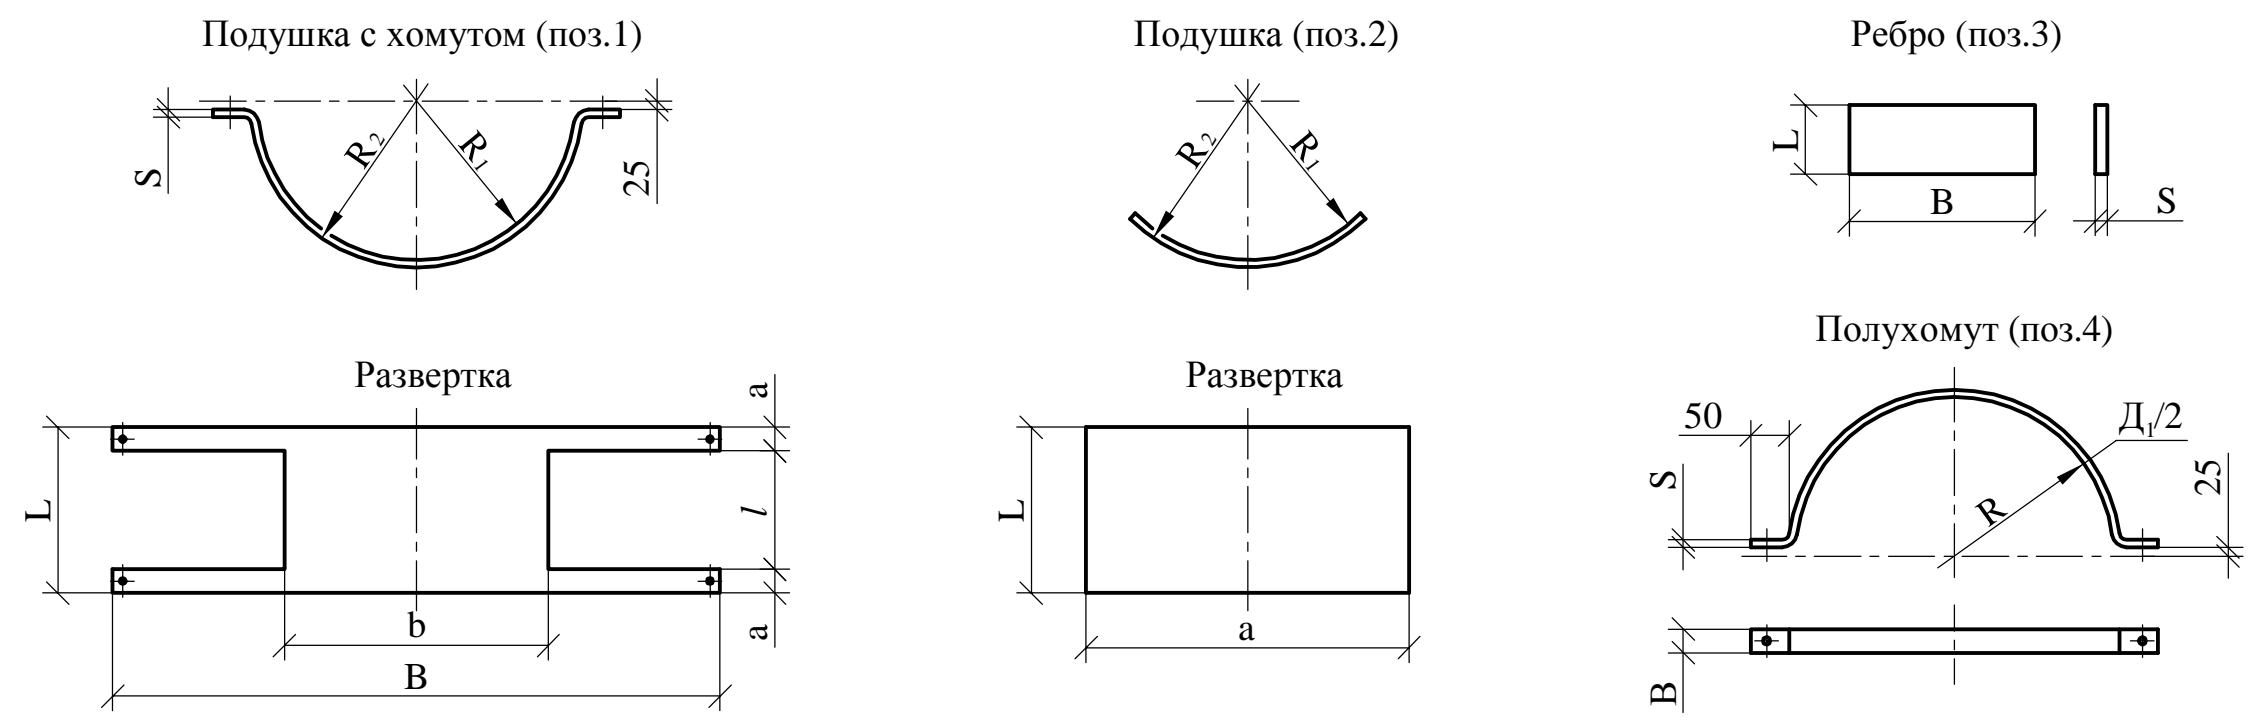 Подушка с хомутом (поз.1)
S
R₂
R₁
25
Развертка
a
L
l
a
b
B
Подушка (поз.2)
R₂
R₁
Развертка
L
a
Ребро (поз.3)
L
B
S
Полухомут (поз.4)
50
Д₁/2
S
R
25
B